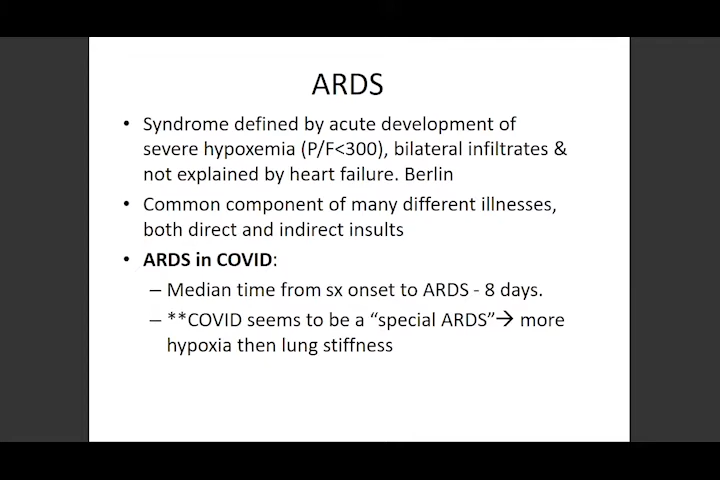 ARDS
• Syndrome defined by acute development of
severe hypoxemia (P/F<300), bilateral infiltrates &
not explained by heart failure. Berlin
• Common component of many different illnesses,
both direct and indirect insults
• ARDS in COVID:
– Median time from sx onset to ARDS - 8 days.
– **COVID seems to be a “special ARDS”→ more
hypoxia then lung stiffness